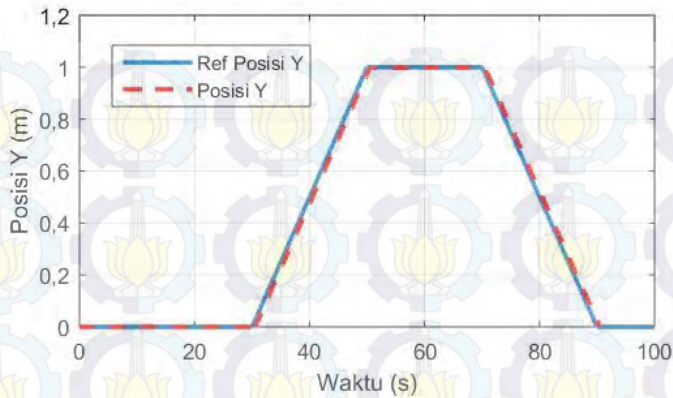 1,2
1
0,8
0,6
0,4
0,2
0
Posisi Y (m)
Ref Posisi Y
Posisi Y
0 20 40 60 80 100
Waktu (s)